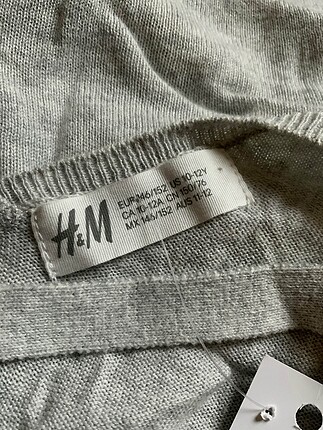 H&M
EUR 146/152 US 10-12Y
CA 10-12A CN 150/76
MX 146/152 AUS 11-12